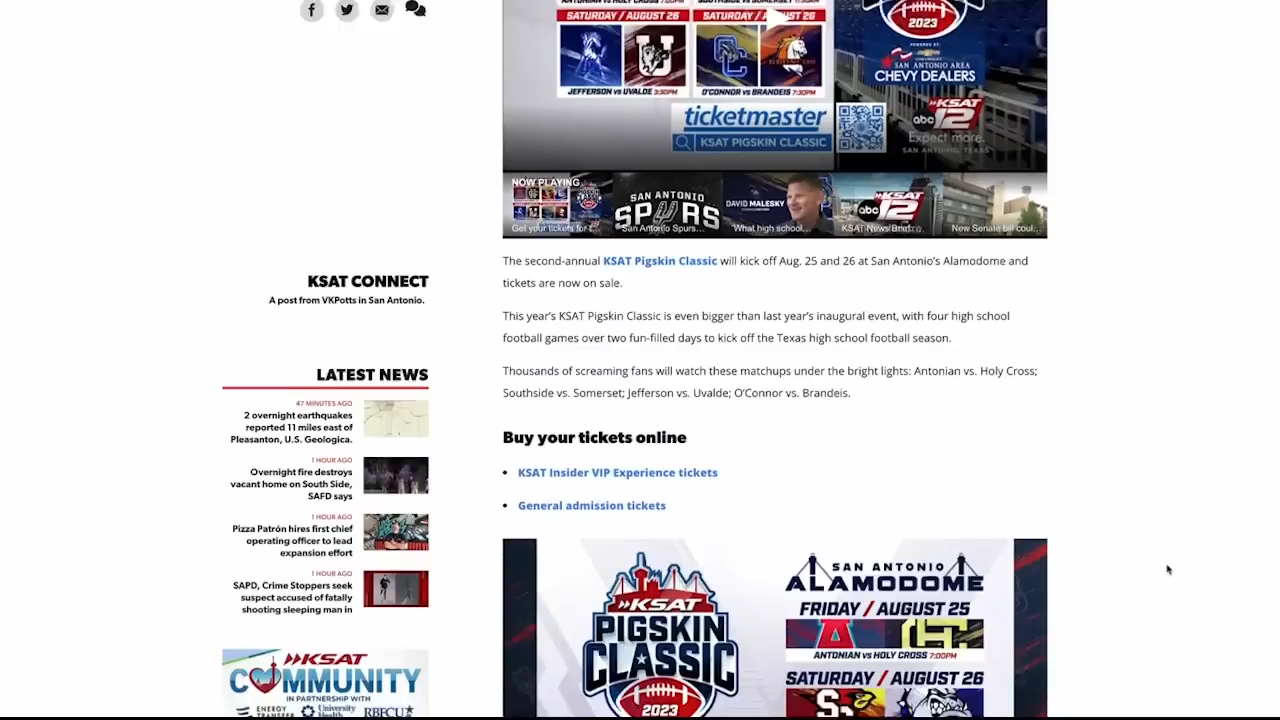 SATURDAY / AUGUST 26
SATURDAY / AUGUST 26
JEFFERSON vs UVALDE 3:30PM
O'CONNOR vs BRANDEIS 7:30PM
2023
POWERED BY:
CHEVROLET
SAN ANTONIO AREA
CHEVY DEALERS
ticketmaster
KSAT PIGSKIN CLASSIC
KSAT
abc 12
Expect more.
SAN ANTONIO, TEXAS
NOW PLAYING
Get your tickets for t...
SAN ANTONIO
SPURS
San Antonio Spurs...
DAVID MALESKY
'What high school...
KSAT
abc 12
KSAT News Brief:...
New Senate bill coul...
The second-annual KSAT Pigskin Classic will kick off Aug. 25 and 26 at San Antonio's Alamodome and
tickets are now on sale.
This year's KSAT Pigskin Classic is even bigger than last year's inaugural event, with four high school
football games over two fun-filled days to kick off the Texas high school football season.
Thousands of screaming fans will watch these matchups under the bright lights: Antonian vs. Holy Cross;
Southside vs. Somerset; Jefferson vs. Uvalde; O'Connor vs. Brandeis.
Buy your tickets online
• KSAT Insider VIP Experience tickets
• General admission tickets
KSAT
PIGSKIN
CLASSIC
2023
SAN ANTONIO
ALAMODOME
FRIDAY / AUGUST 25
ANTONIAN vs HOLY CROSS 7:00PM
SATURDAY / AUGUST 26
KSAT CONNECT
A post from VKPotts in San Antonio.
LATEST NEWS
47 MINUTES AGO
2 overnight earthquakes
reported 11 miles east of
Pleasanton, U.S. Geologica.
1 HOUR AGO
Overnight fire destroys
vacant home on South Side,
SAFD says
1 HOUR AGO
Pizza Patrón hires first chief
operating officer to lead
expansion effort
1 HOUR AGO
SAPD, Crime Stoppers seek
suspect accused of fatally
shooting sleeping man in
KSAT
COMMUNITY
IN PARTNERSHIP WITH
ENERGY TRANSFER
University Health
RBFCU